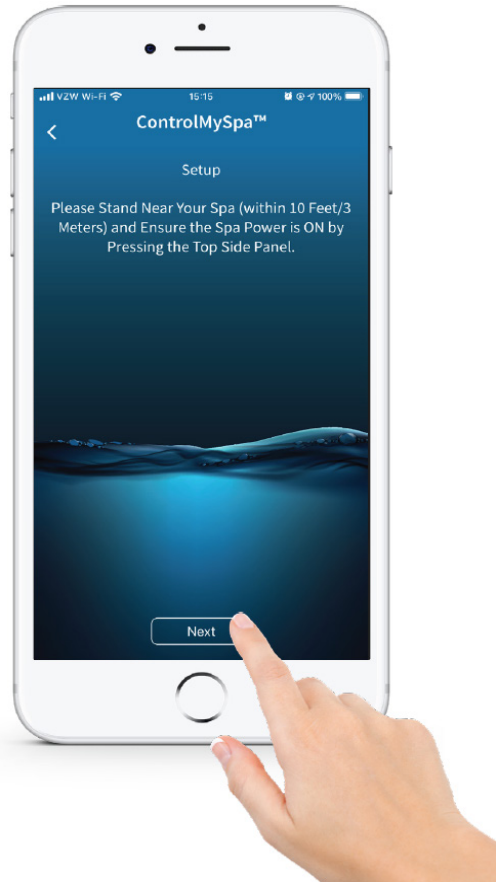 VZW Wi-Fi 15:15 100%
ControlMySpa™
Setup
Please Stand Near Your Spa (within 10 Feet/3
Meters) and Ensure the Spa Power is ON by
Pressing the Top Side Panel.
Next